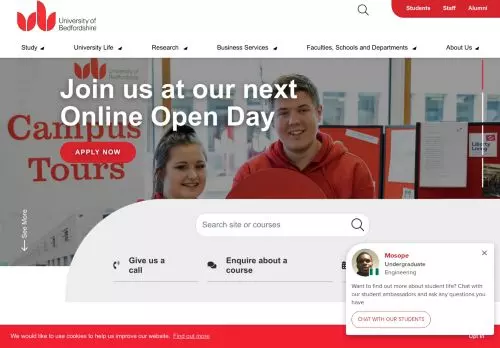 University of
Bedfordshire
Students
Staff
Alumni
Study
University Life
Research
Business Services
Faculties, Schools and Departments
About Us
University of
Bedfordshire
Join us at our next
Online Open Day
APPLY NOW
Campus
Tours
Liberty
Living
See More
Search site or courses
Give us a
call
Enquire about a
course
Mosope
Undergraduate
Engineering
Want to find out more about student life? Chat with
our student ambassadors and ask any questions you
have
CHAT WITH OUR STUDENTS
We would like to use cookies to help us improve our website.
Find out more
Opt in